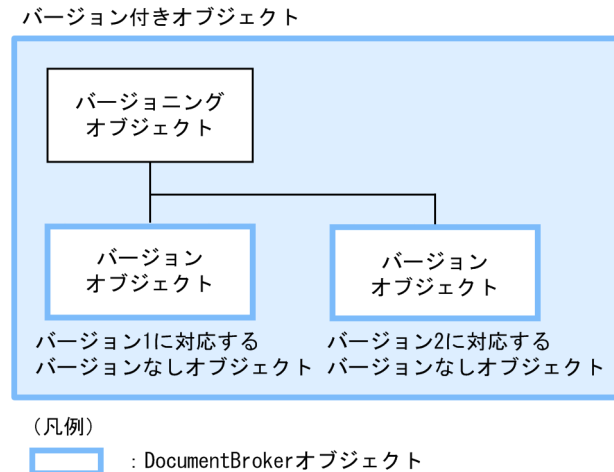 バージョン付きオブジェクト
バージョニング
オブジェクト
バージョン
オブジェクト
バージョン1に対応する
バージョンなしオブジェクト
バージョン
オブジェクト
バージョン2に対応する
バージョンなしオブジェクト
（凡例）
：DocumentBrokerオブジェクト